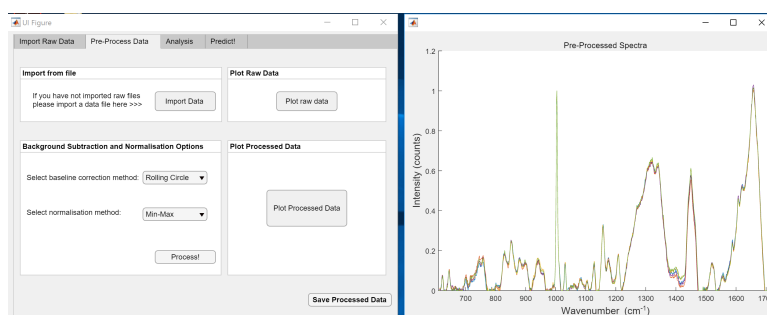 UI Figure
Import Raw Data Pre-Process Data Analysis Predict!
Import from file
If you have not imported raw files
please import a data file here >>>
Import Data
Plot Raw Data
Plot raw data
Background Subtraction and Normalisation Options
Select baseline correction method: Rolling Circle
Select normalisation method: Min-Max
Process!
Plot Processed Data
Plot Processed Data
Save Processed Data
Pre-Processed Spectra
Intensity (counts)
1.2
1
0.8
0.6
0.4
0.2
0
700 800 900 1000 1100 1200 1300 1400 1500 1600
Wavenumber (cm⁻¹)